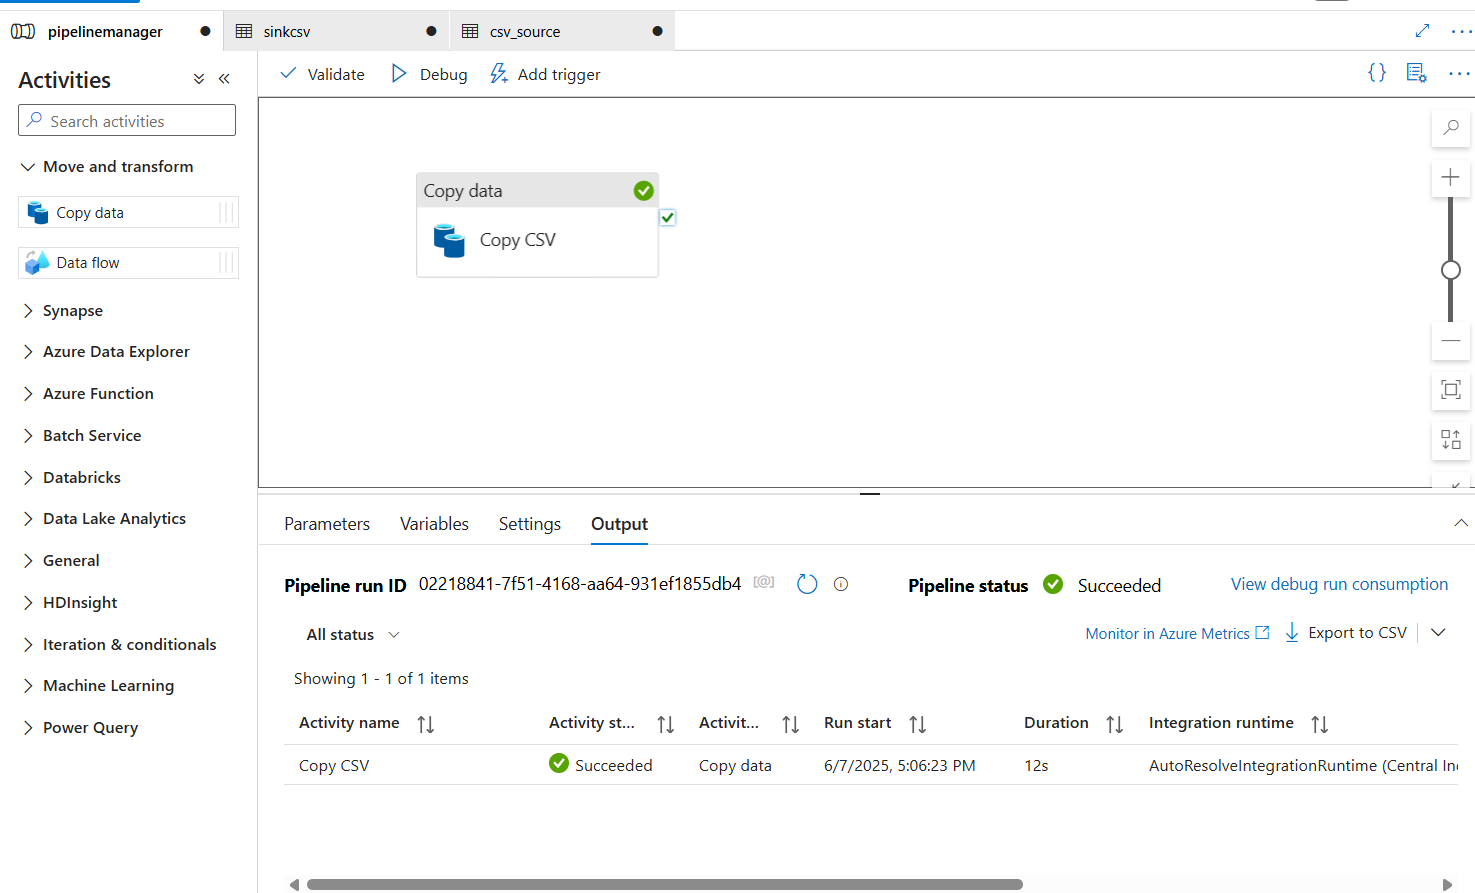 pipelinemanager
sinkcsv
csv_source
Activities
Search activities
Move and transform
Copy data
Data flow
Synapse
Azure Data Explorer
Azure Function
Batch Service
Databricks
Data Lake Analytics
General
HDInsight
Iteration & conditionals
Machine Learning
Power Query
Validate Debug Add trigger
Copy data
Copy CSV
Parameters Variables Settings Output
Pipeline run ID 02218841-7f51-4168-aa64-931ef1855db4 [@] Pipeline status Succeeded View debug run consumption
All status Monitor in Azure Metrics Export to CSV
Showing 1 - 1 of 1 items
Activity name Activity st... Activit... Run start Duration Integration runtime
Copy CSV Succeeded Copy data 6/7/2025, 5:06:23 PM 12s AutoResolveIntegrationRuntime (Central